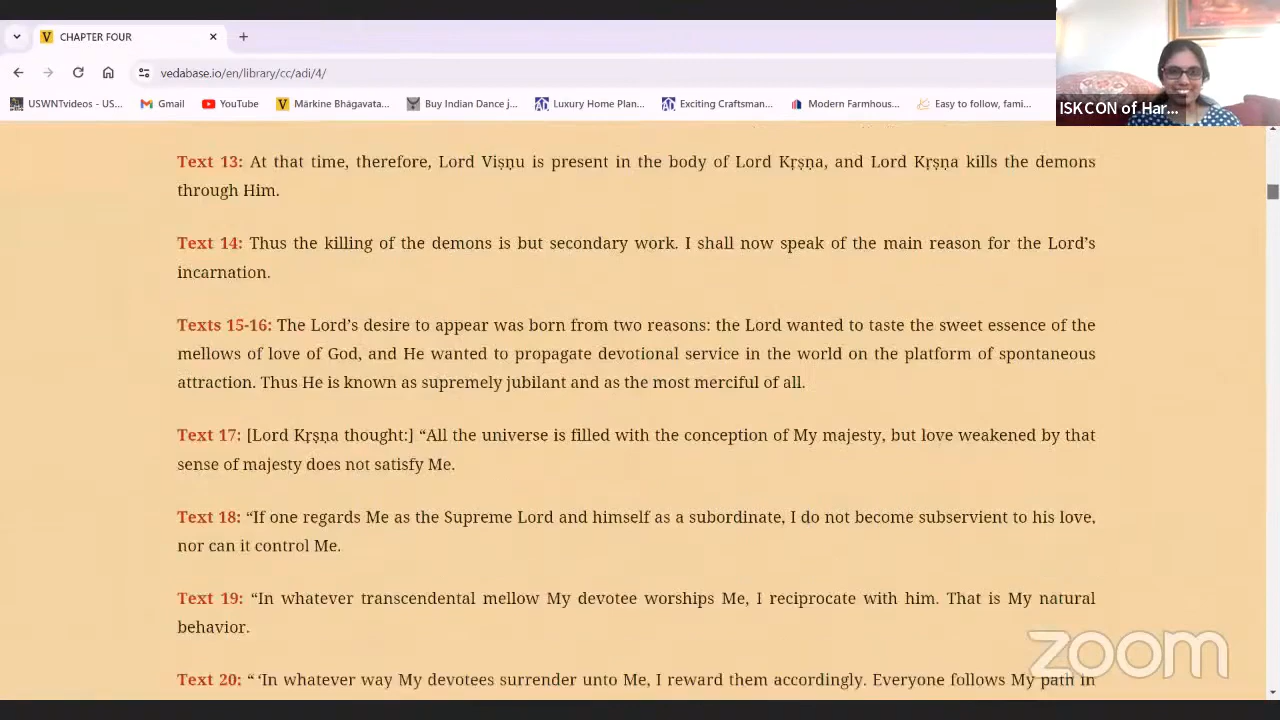 CHAPTER FOUR
vedabase.io/en/library/cc/adi/4/
USWNTvideos - US...
Gmail
YouTube
Märkine Bhāgavata...
Buy Indian Dance j...
Luxury Home Plan...
Exciting Craftsman...
Modern Farmhous...
Easy to follow, fami...
ISKCON of Har...
Text 13: At that time, therefore, Lord Viṣṇu is present in the body of Lord Kṛṣṇa, and Lord Kṛṣṇa kills the demons
through Him.
Text 14: Thus the killing of the demons is but secondary work. I shall now speak of the main reason for the Lord’s
incarnation.
Texts 15-16: The Lord’s desire to appear was born from two reasons: the Lord wanted to taste the sweet essence of the
mellows of love of God, and He wanted to propagate devotional service in the world on the platform of spontaneous
attraction. Thus He is known as supremely jubilant and as the most merciful of all.
Text 17: [Lord Kṛṣṇa thought:] “All the universe is filled with the conception of My majesty, but love weakened by that
sense of majesty does not satisfy Me.
Text 18: “If one regards Me as the Supreme Lord and himself as a subordinate, I do not become subservient to his love,
nor can it control Me.
Text 19: “In whatever transcendental mellow My devotee worships Me, I reciprocate with him. That is My natural
behavior.
Text 20: “ ‘In whatever way My devotees surrender unto Me, I reward them accordingly. Everyone follows My path in
zoom